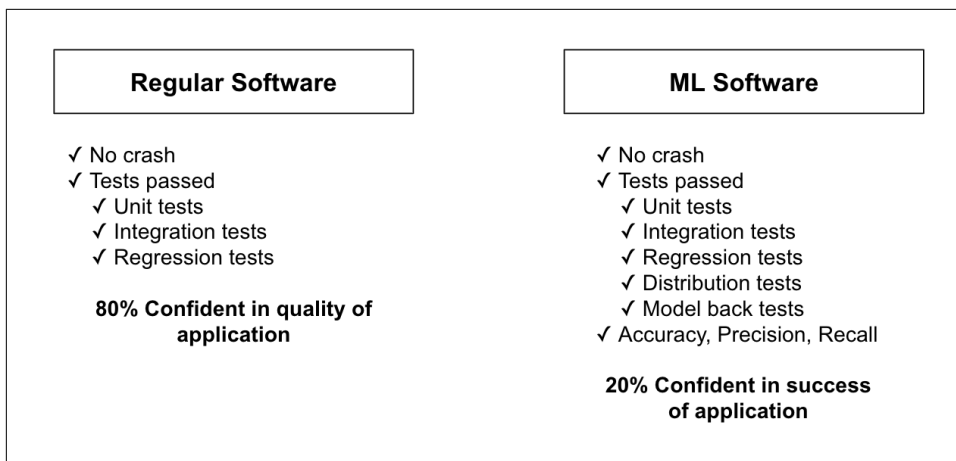 Regular Software
✓ No crash
✓ Tests passed
✓ Unit tests
✓ Integration tests
✓ Regression tests
80% Confident in quality of
application
ML Software
✓ No crash
✓ Tests passed
✓ Unit tests
✓ Integration tests
✓ Regression tests
✓ Distribution tests
✓ Model back tests
✓ Accuracy, Precision, Recall
20% Confident in success
of application